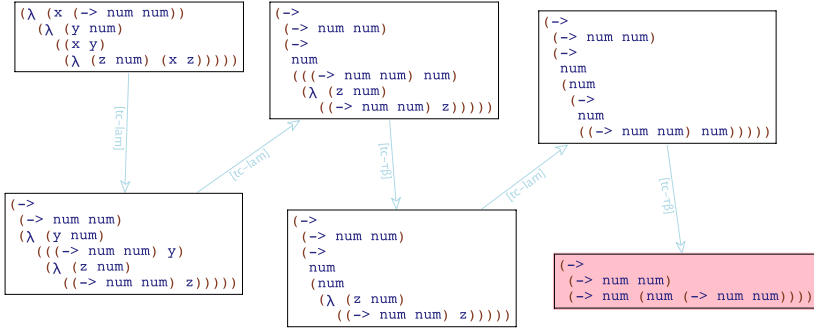 (λ (x (-> num num))
(λ (y num)
((x y)
(λ (z num) (x z)))))
[tc-lam]
(->
(-> num num)
(λ (y num)
(((-> num num) y)
(λ (z num)
((-> num num) z)))))
[tc-lam]
(->
(-> num num)
(->
num
(((-> num num) num)
(λ (z num)
((-> num num) z)))))
[tc-τβ]
(->
(-> num num)
(->
num
(num
(λ (z num)
((-> num num) z)))))
[tc-lam]
(->
(-> num num)
(->
num
(num
(->
num
((-> num num) num)))))
[tc-τβ]
(->
(-> num num)
(-> num (num (-> num num))))